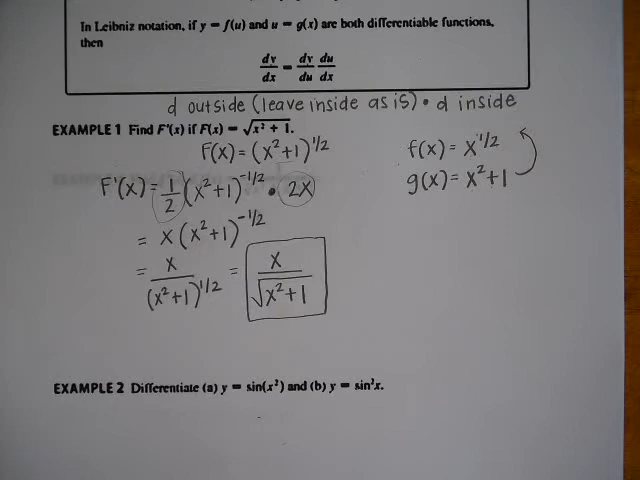 In Leibniz notation, if y = f(u) and u = g(x) are both differentiable functions,
then
dy/dx = dy/du du/dx
d outside (leave inside as is) • d inside
EXAMPLE 1 Find F'(x) if F(x) = √x² + 1.
F(x) = (x²+1)^1/2
f(x) = x^1/2
F'(x) = 1/2 (x²+1)^-1/2 • 2x
g(x) = x²+1
= x(x²+1)^-1/2
= x/(x²+1)^1/2 = x/√x²+1
EXAMPLE 2 Differentiate (a) y = sin(x²) and (b) y = sin²x.